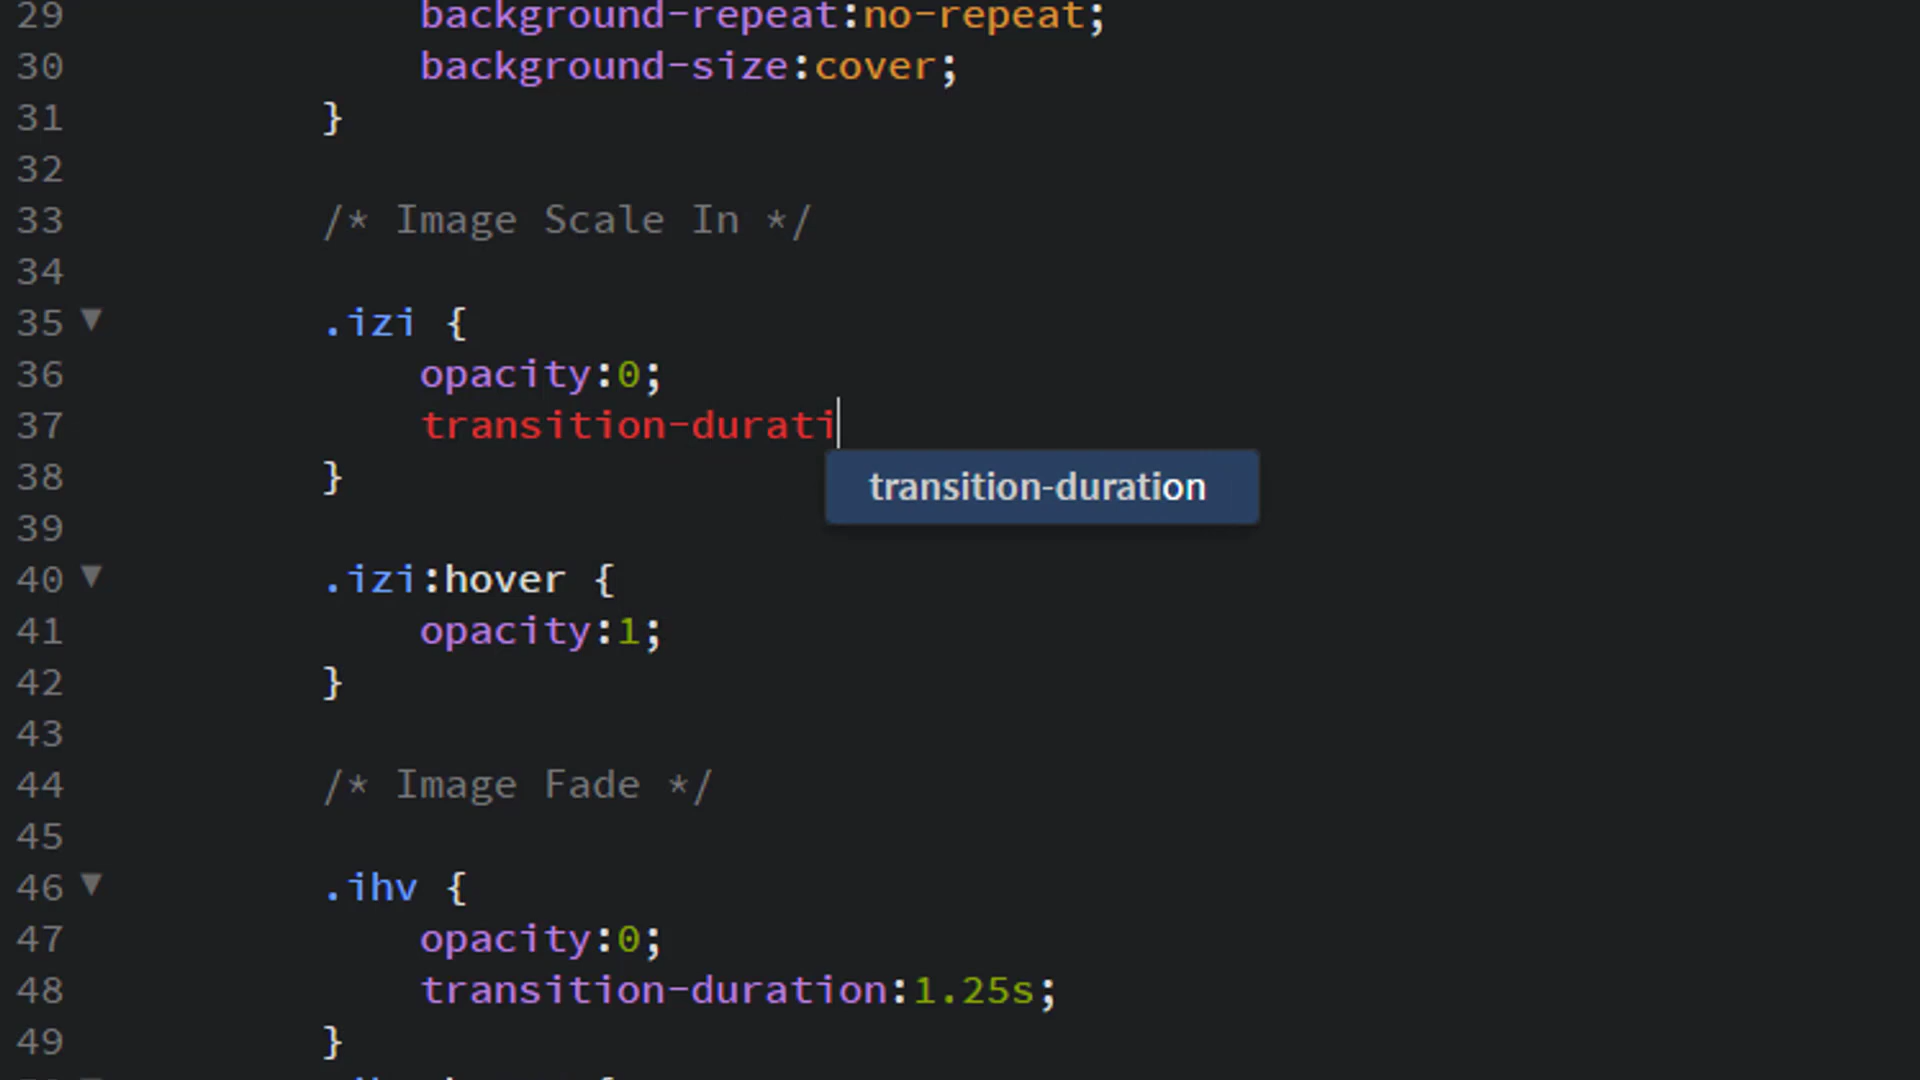 29 background-repeat:no-repeat;
30 background-size:cover;
31 }
32
33 /* Image Scale In */
34
35 ▼ .izi {
36 opacity:0;
37 transition-durati
transition-duration
38 }
39
40 ▼ .izi:hover {
41 opacity:1;
42 }
43
44 /* Image Fade */
45
46 ▼ .ihv {
47 opacity:0;
48 transition-duration:1.25s;
49 }